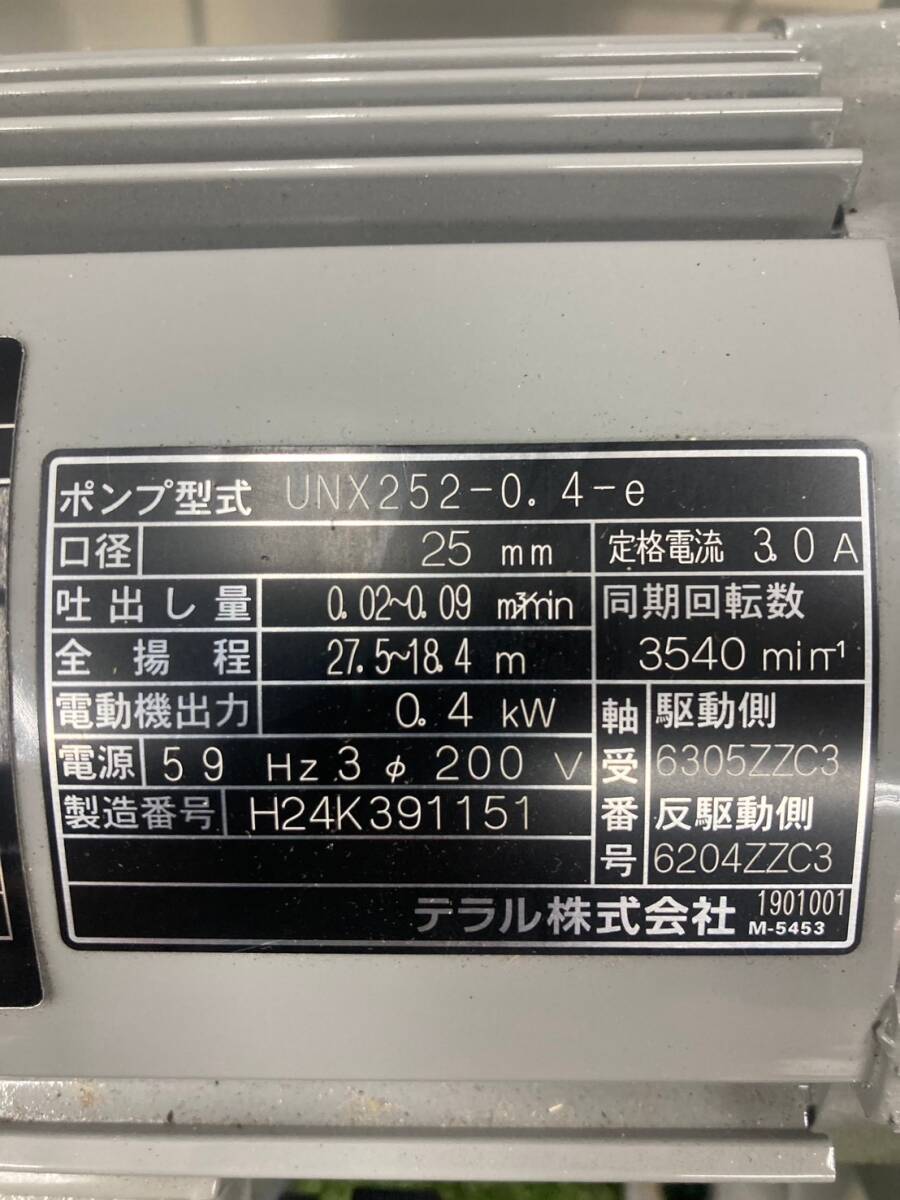 ポンプ型式 UNX252-0.4-e
口径 25 mm 定格電流 3.0 A
吐出し量 0.02~0.09 m³/min 同期回転数
全揚程 27.5~18.4 m 3540 min⁻¹
電動機出力 0.4 kW
電源 59 Hz 3 φ 200 V
製造番号 H24K391151
軸受番号
駆動側
6305ZZC3
反駆動側
6204ZZC3
テラル株式会社 1901001
M-5453